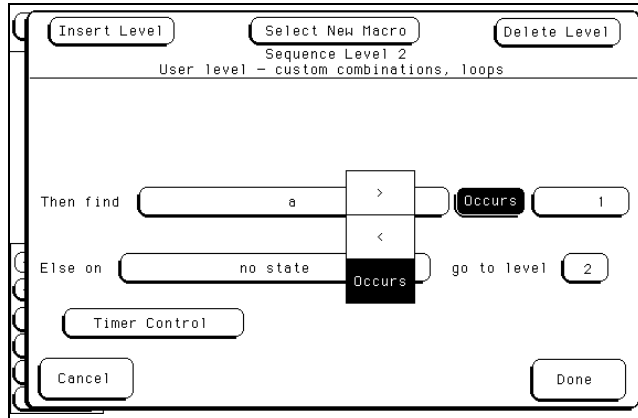 Insert Level Select New Macro Delete Level
Sequence Level 2
User level – custom combinations, loops
>
Then find a Occurs 1
<
Else on no state go to level 2
Occurs
Timer Control
Cancel Done